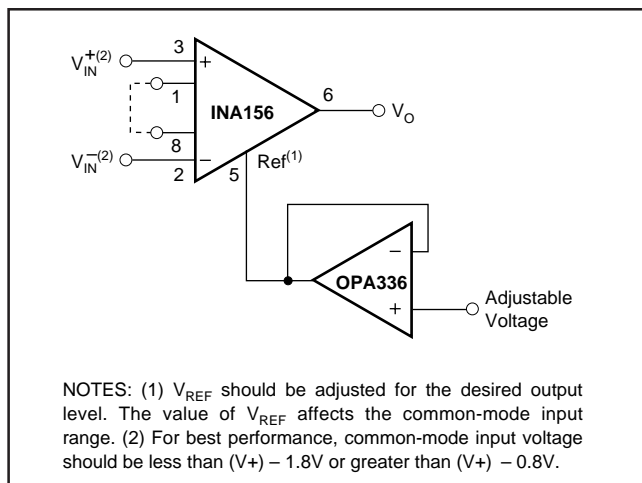 3
V+IN(2)
+
6
1
INA156
VO
8
V–IN(2)
–
Ref(1)
2
5
–
OPA336
+
Adjustable
Voltage
NOTES: (1) VREF should be adjusted for the desired output
level. The value of VREF affects the common-mode input
range. (2) For best performance, common-mode input voltage
should be less than (V+) – 1.8V or greater than (V+) – 0.8V.